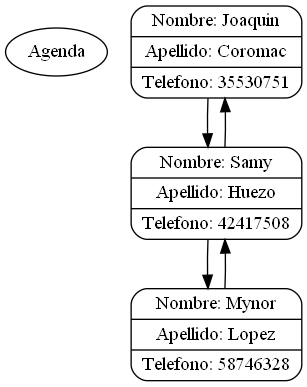 Agenda
Nombre: Joaquin
Apellido: Coromac
Telefono: 35530751
Nombre: Samy
Apellido: Huezo
Telefono: 42417508
Nombre: Mynor
Apellido: Lopez
Telefono: 58746328